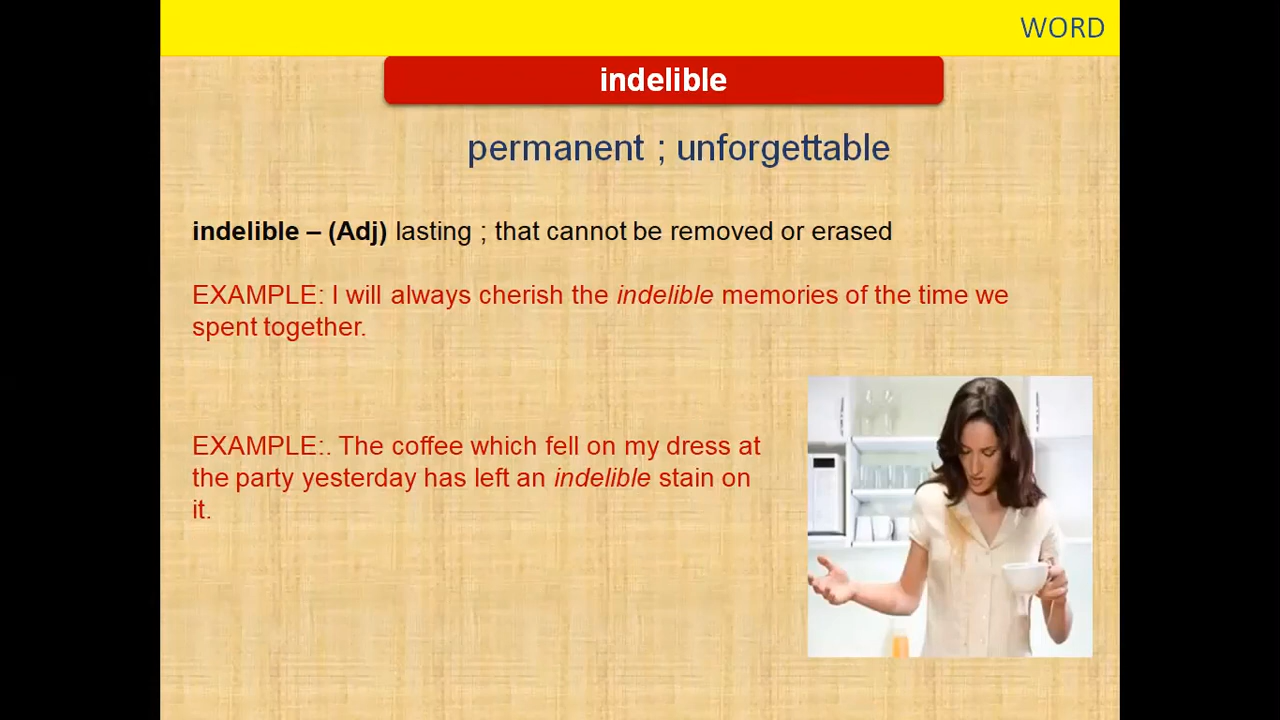 WORD
indelible
permanent ; unforgettable
indelible – (Adj) lasting ; that cannot be removed or erased
EXAMPLE: I will always cherish the indelible memories of the time we
spent together.
EXAMPLE:. The coffee which fell on my dress at
the party yesterday has left an indelible stain on
it.